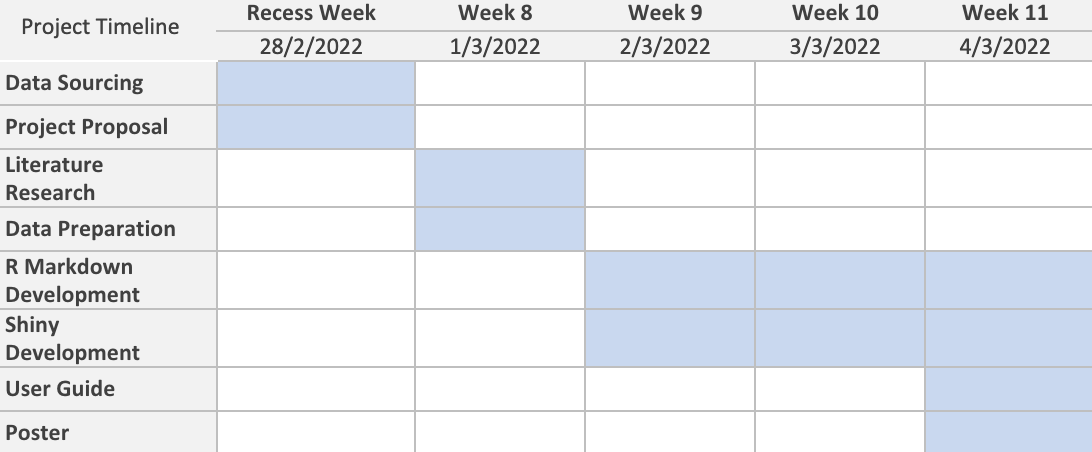 Project Timeline
Recess Week Week 8 Week 9 Week 10 Week 11
28/2/2022 1/3/2022 2/3/2022 3/3/2022 4/3/2022
Data Sourcing
Project Proposal
Literature
Research
Data Preparation
R Markdown
Development
Shiny
Development
User Guide
Poster